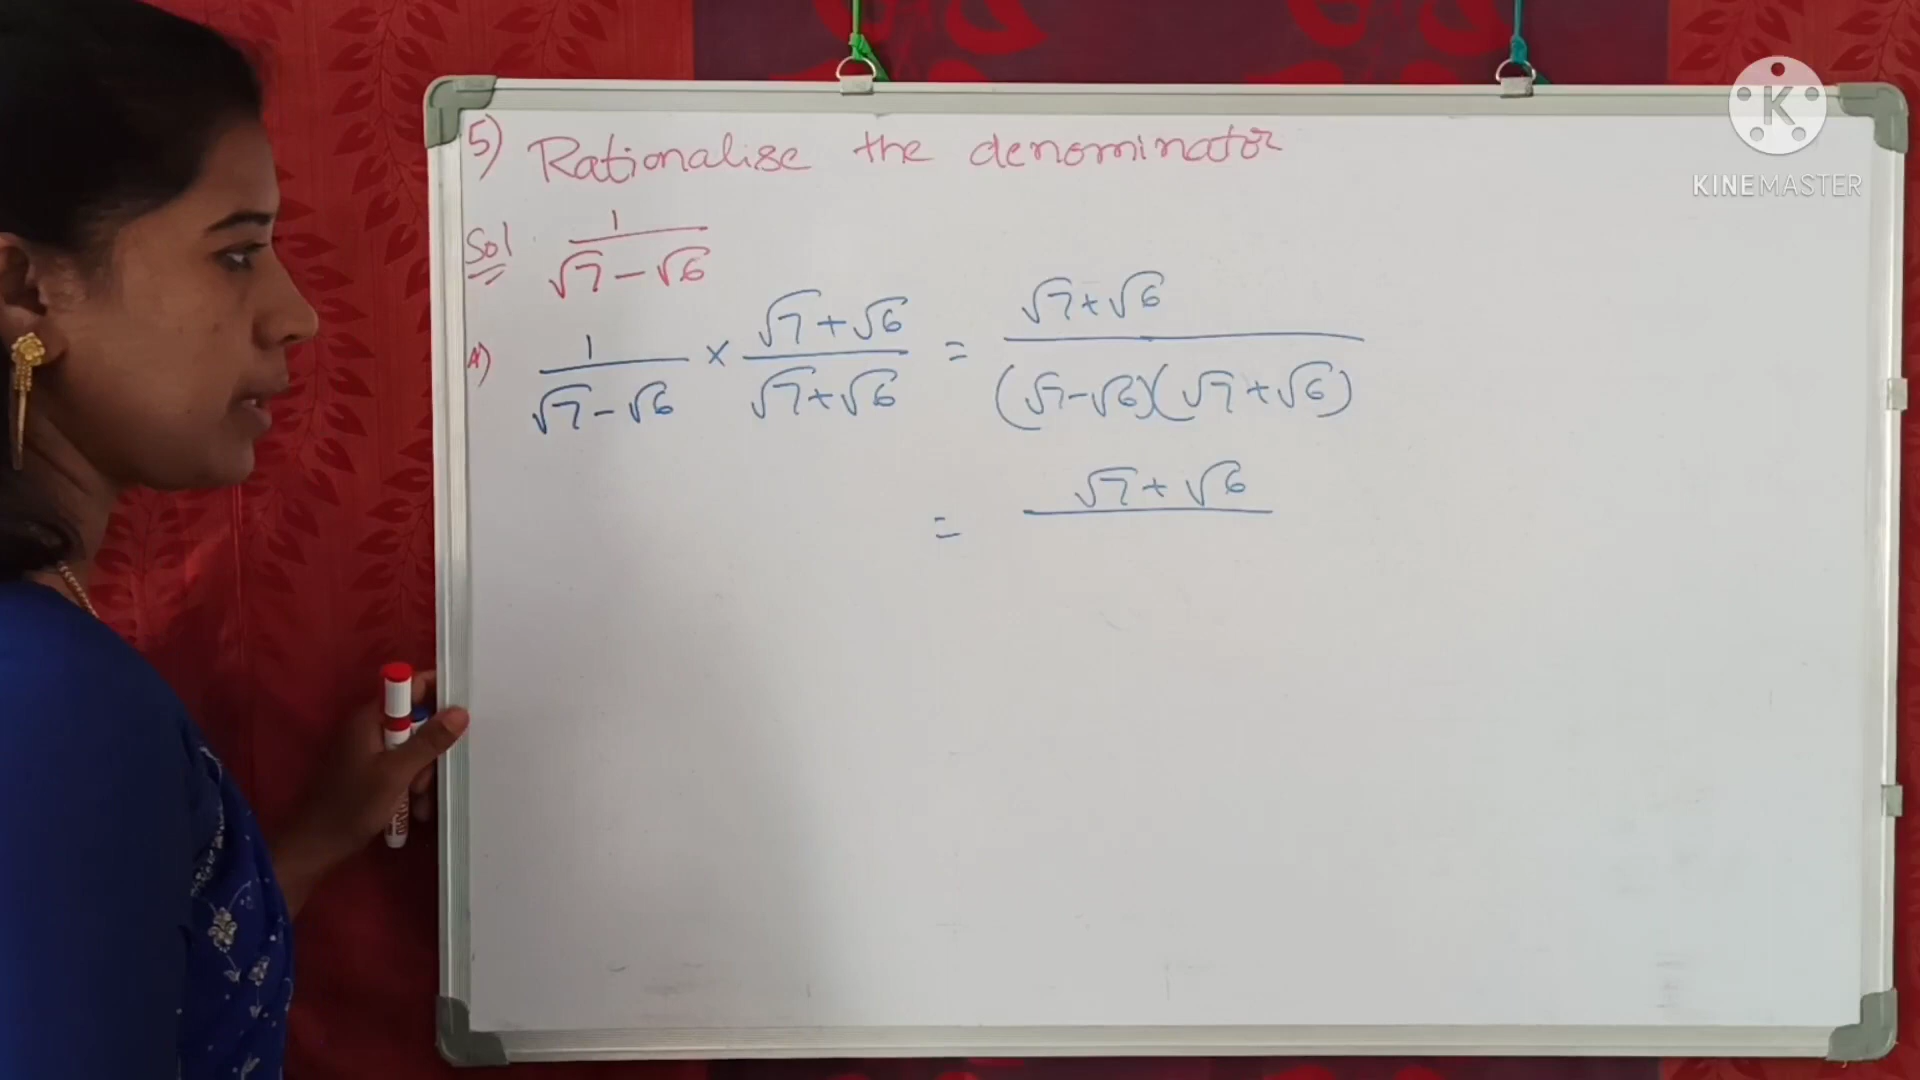 5) Rationalise the denominator
Sol 1/(√7 - √6)
A) 1/(√7 - √6) × (√7 + √6)/(√7 + √6) = (√7 + √6)/((√7 - √6)(√7 + √6))
= √7 + √6
K
KINEMASTER